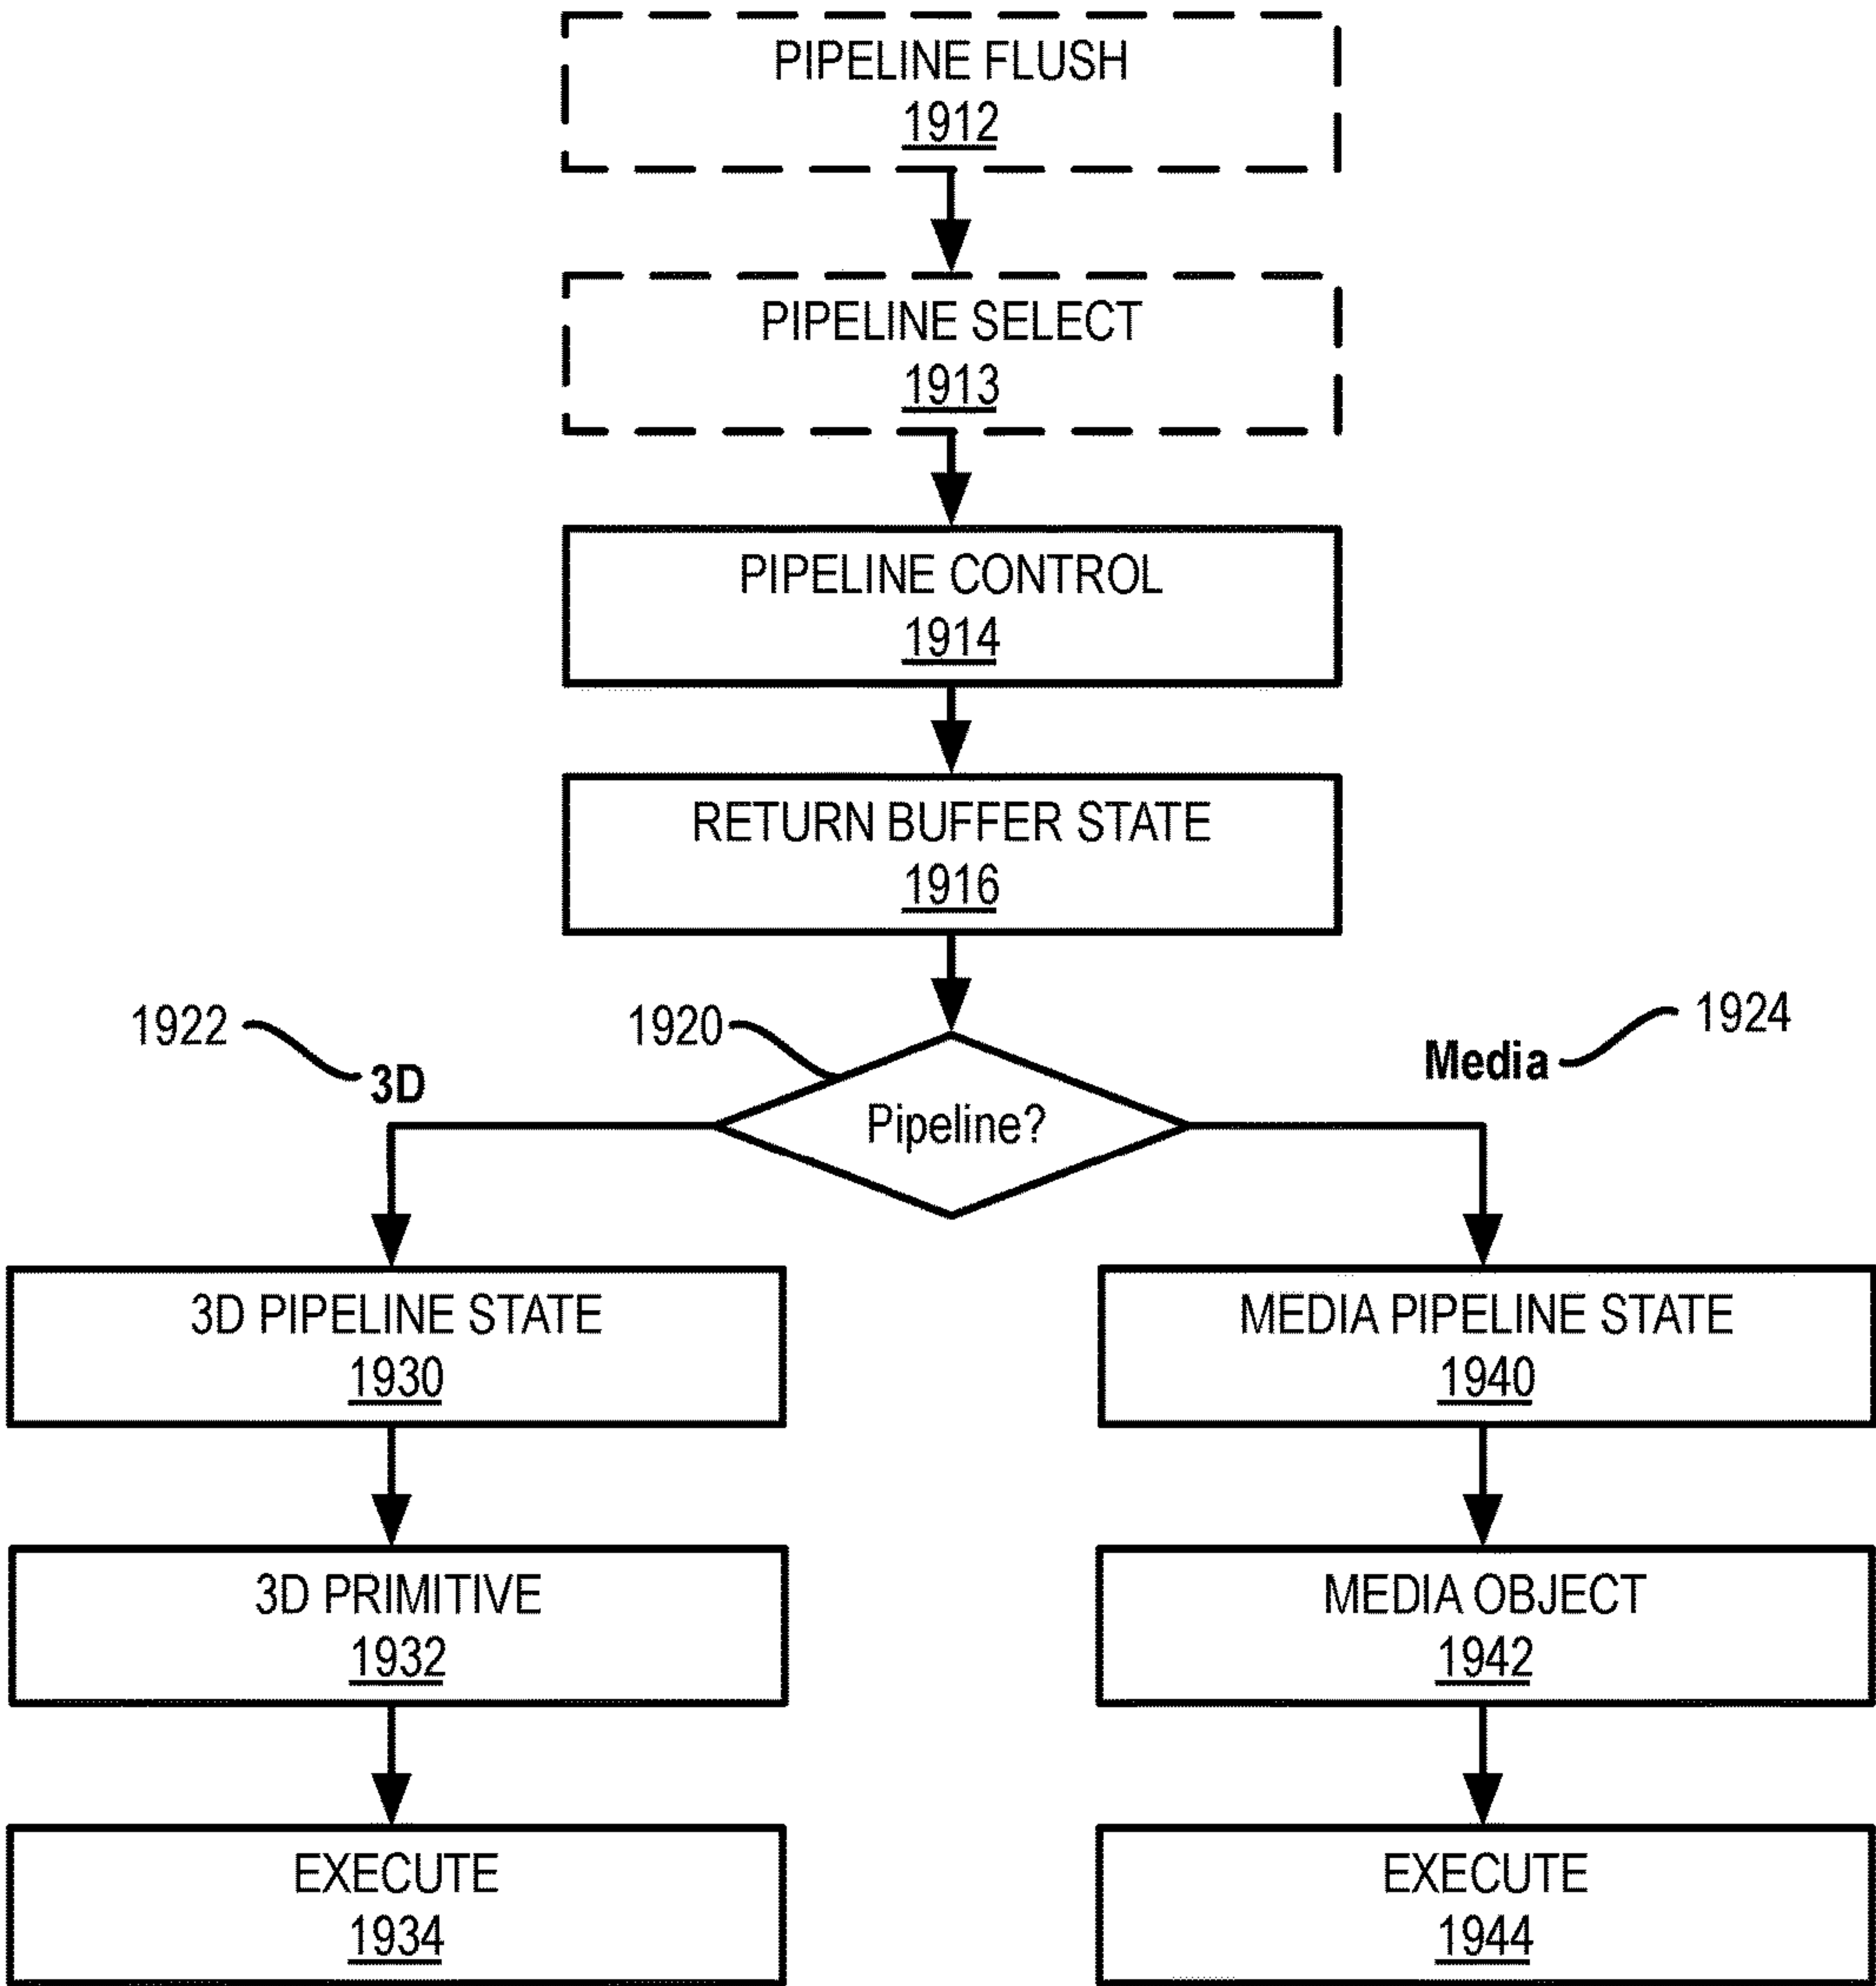 PIPELINE FLUSH
1912
PIPELINE SELECT
1913
PIPELINE CONTROL
1914
RETURN BUFFER STATE
1916
1922
3D
1920
Pipeline?
Media
1924
3D PIPELINE STATE
1930
MEDIA PIPELINE STATE
1940
3D PRIMITIVE
1932
MEDIA OBJECT
1942
EXECUTE
1934
EXECUTE
1944